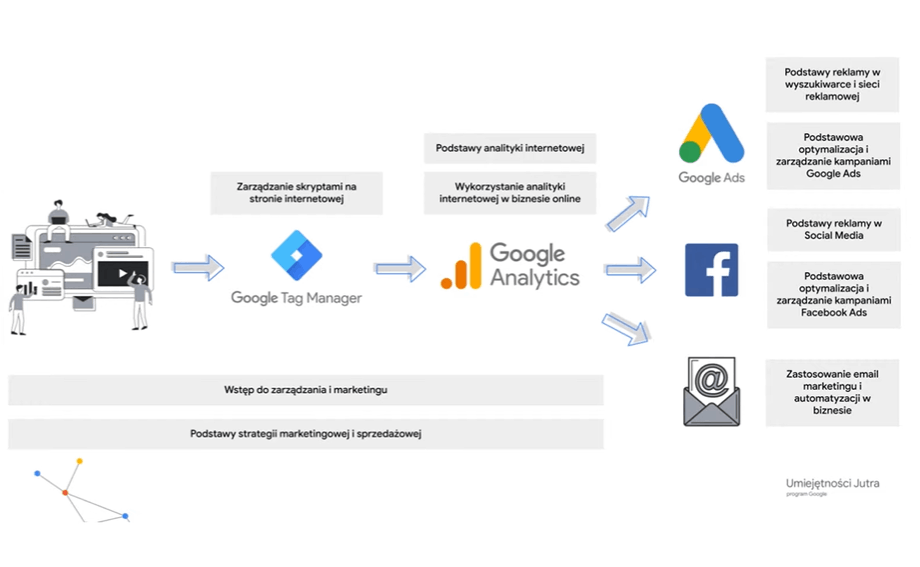 Podstawy reklamy w
wyszukiwarce i sieci
reklamowej
Podstawowa
optymalizacja i
zarządzanie kampaniami
Google Ads
Google Ads
Podstawy analityki internetowej
Wykorzystanie analityki
internetowej w biznesie online
Zarządzanie skryptami na
stronie internetowej
Google Tag Manager
Google
Analytics
Podstawy reklamy w
Social Media
Podstawowa
optymalizacja i
zarządzanie kampaniami
Facebook Ads
Zastosowanie email
marketingu i
automatyzacji w
biznesie
Wstęp do zarządzania i marketingu
Podstawy strategii marketingowej i sprzedażowej
Umiejętności Jutra
program Google